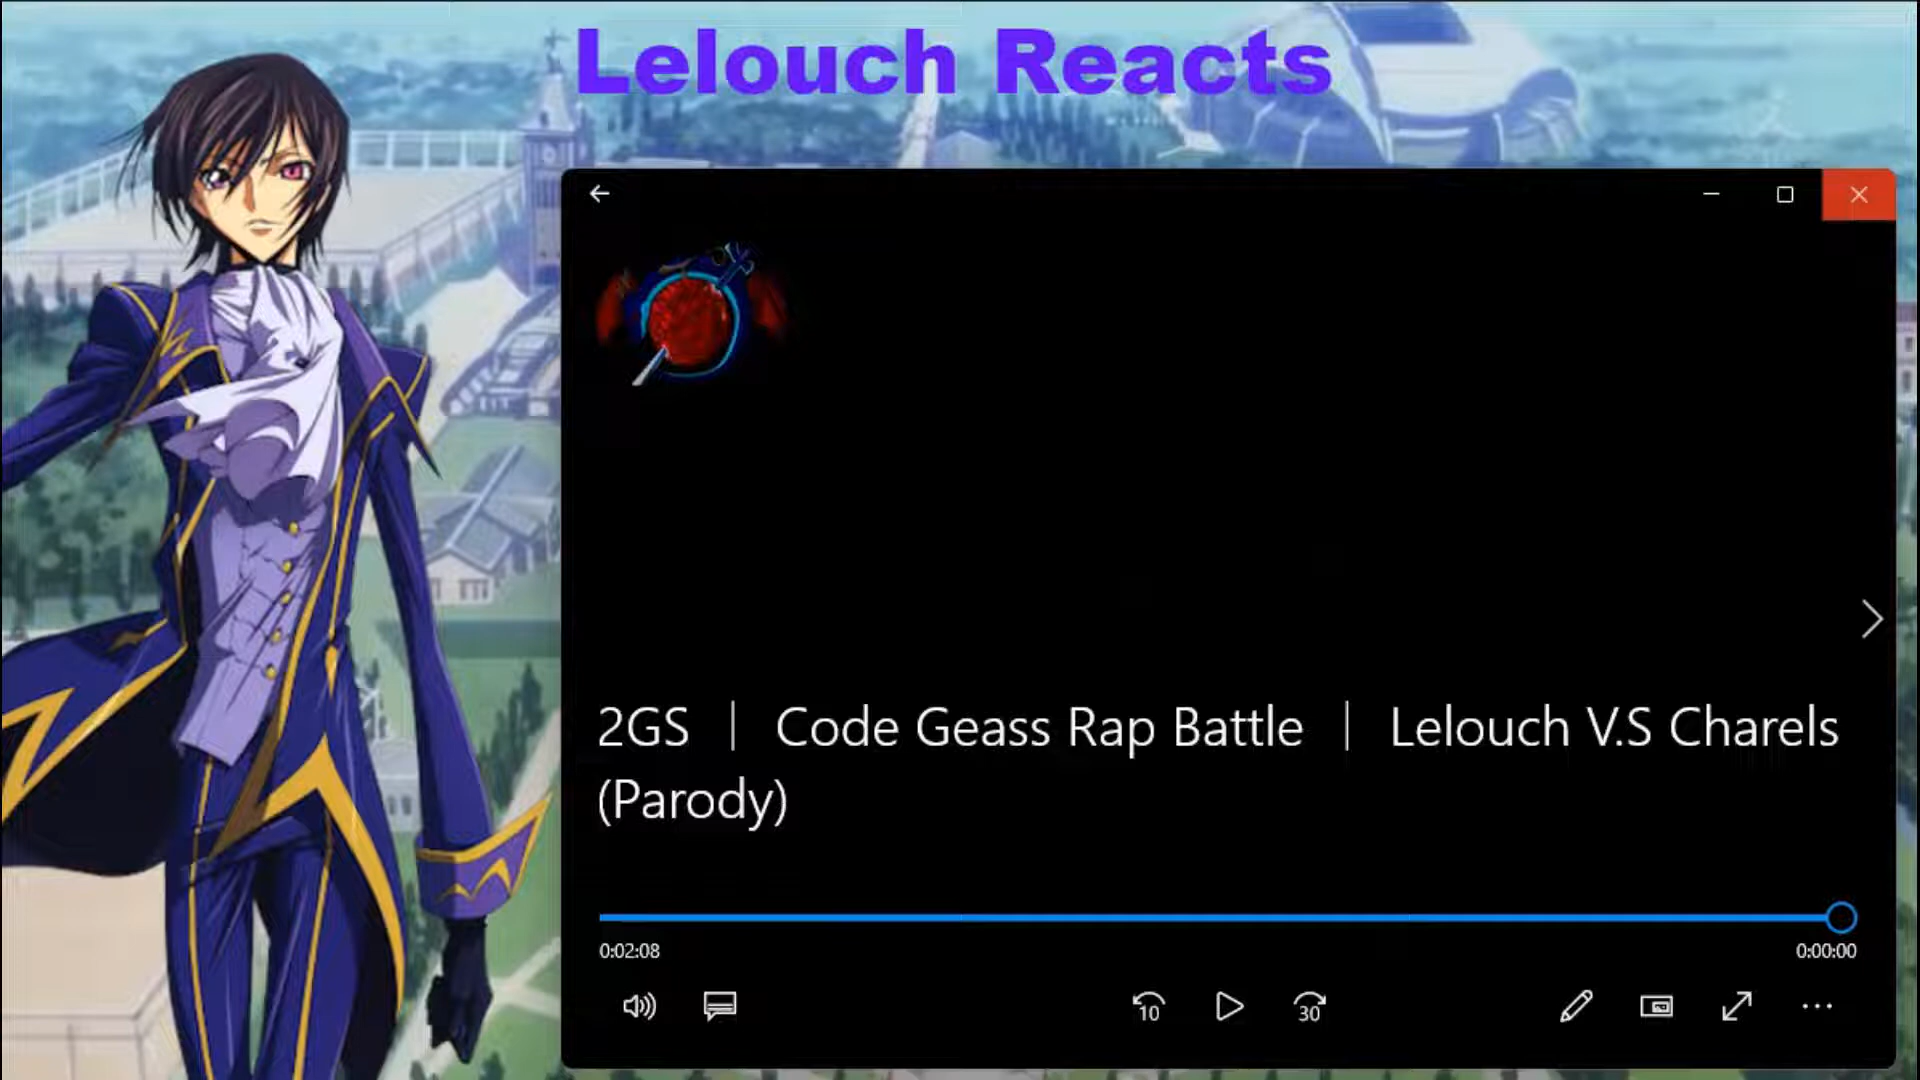 Lelouch Reacts
2GS | Code Geass Rap Battle | Lelouch V.S Charels
(Parody)
0:02:08
0:00:00
10
30